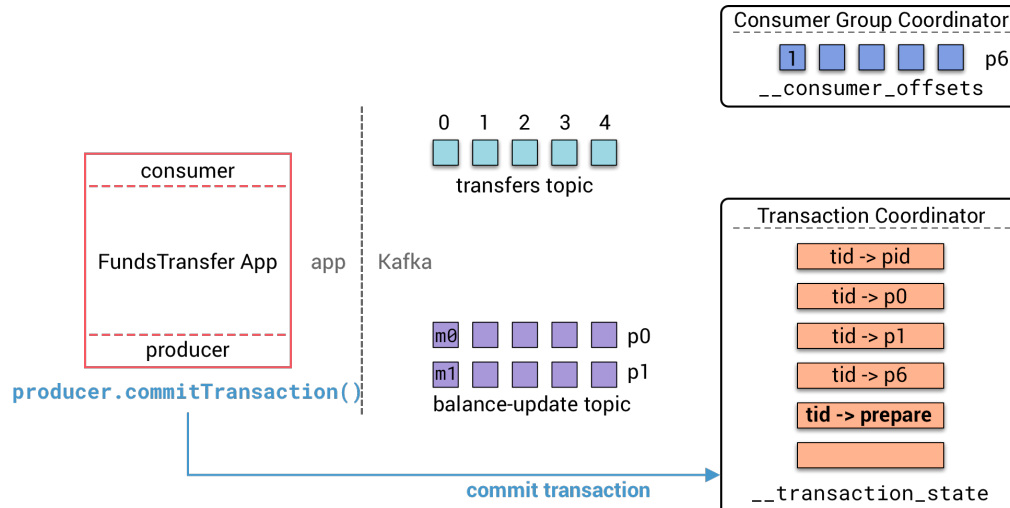 Consumer Group Coordinator
1
p6
__consumer_offsets
0 1 2 3 4
transfers topic
consumer
FundsTransfer App
producer
producer.commitTransaction()
app
Kafka
m0
p0
m1
p1
balance-update topic
Transaction Coordinator
tid -> pid
tid -> p0
tid -> p1
tid -> p6
tid -> prepare
__transaction_state
commit transaction